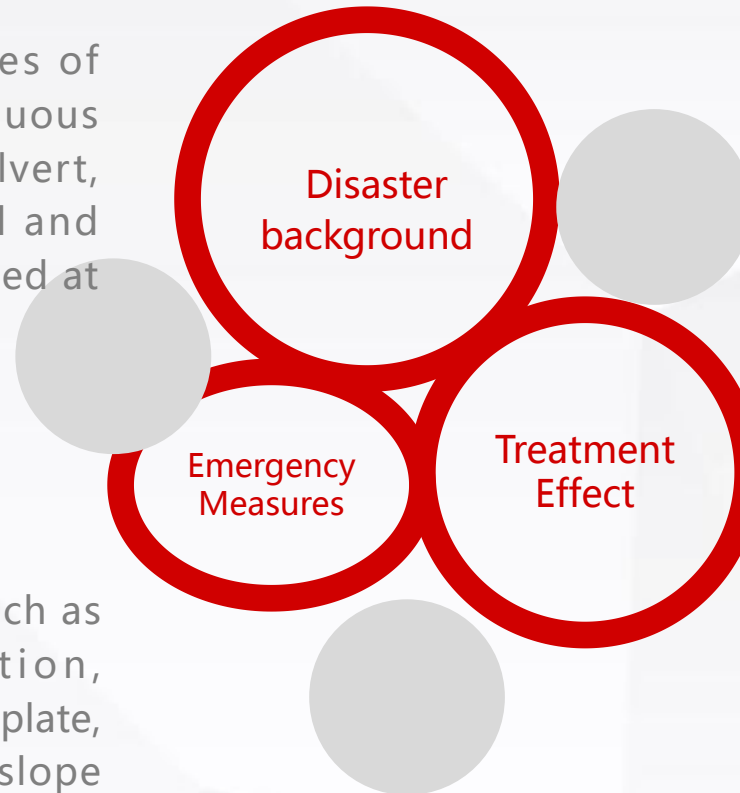 es of
uous
lvert,
l and
ed at
Disaster
background
Emergency
Measures
Treatment
Effect
ch as
tion,
plate,
slope